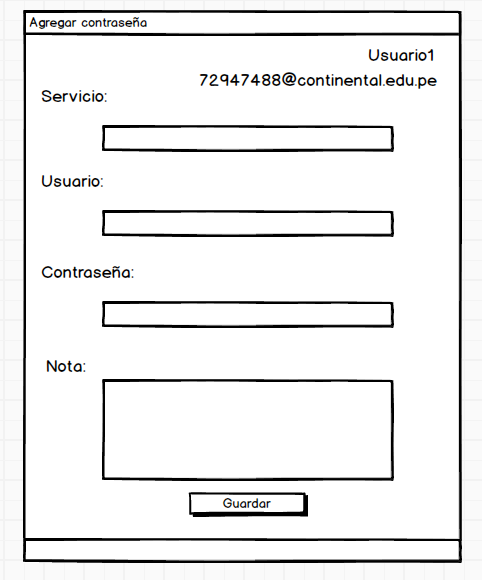 Agregar contraseña
Usuario1
72947488@continental.edu.pe
Servicio:
Usuario:
Contraseña:
Nota:
Guardar